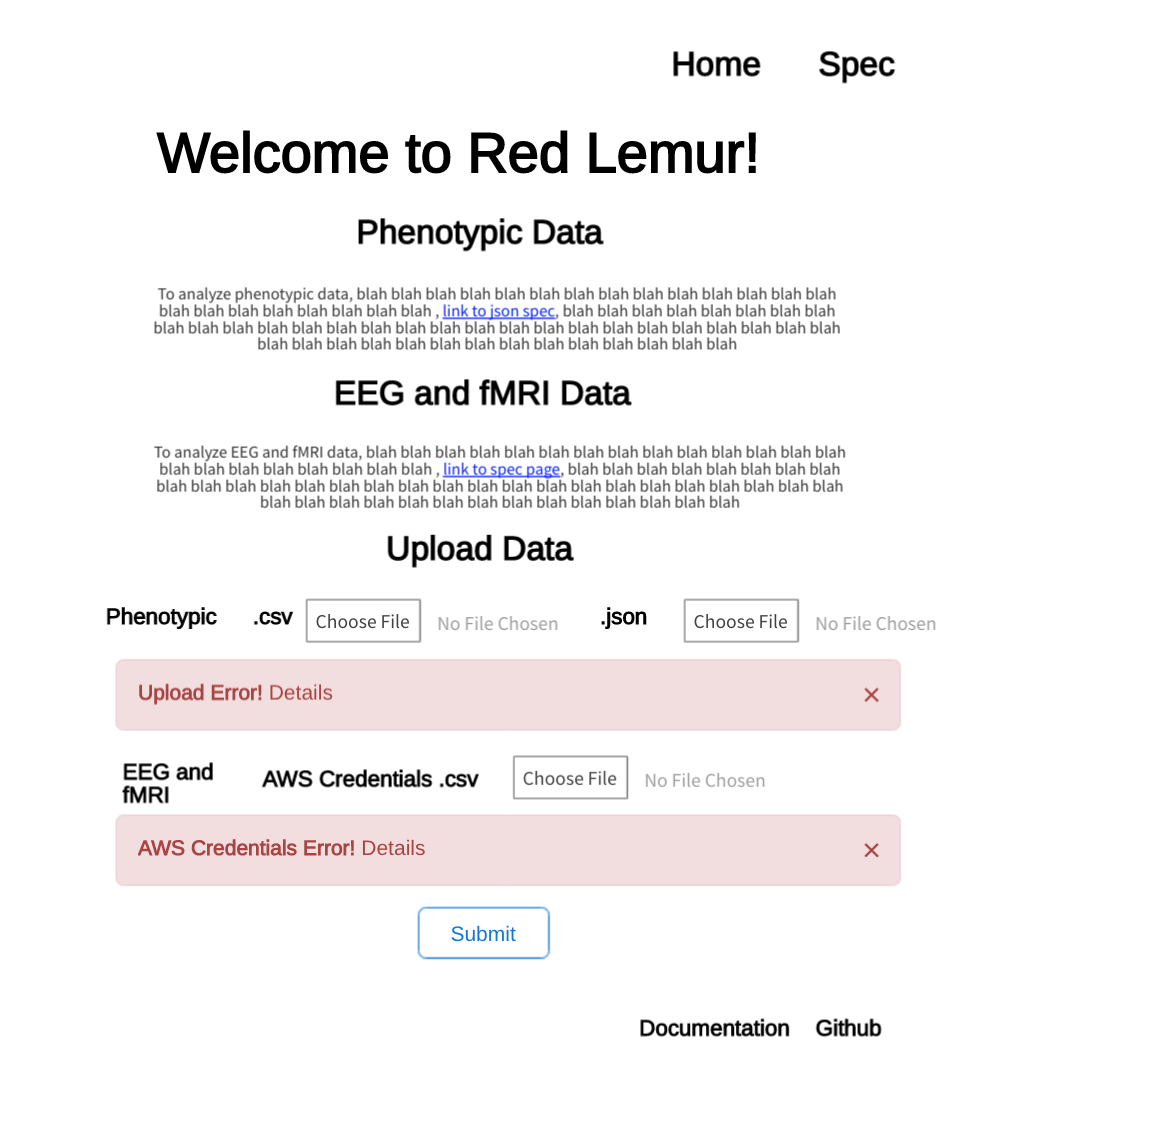 Home Spec
Welcome to Red Lemur!
Phenotypic Data
To analyze phenotypic data, blah blah blah blah blah blah blah blah blah blah blah blah blah blah
blah blah blah blah blah blah blah blah , link to json spec, blah blah blah blah blah blah blah blah
blah blah blah blah blah blah blah blah blah blah blah blah blah blah blah blah blah blah blah blah
blah blah blah blah blah blah blah blah blah blah blah blah blah blah
EEG and fMRI Data
To analyze EEG and fMRI data, blah blah blah blah blah blah blah blah blah blah blah blah blah blah
blah blah blah blah blah blah blah blah , link to spec page, blah blah blah blah blah blah blah blah
blah blah blah blah blah blah blah blah blah blah blah blah blah blah blah blah blah blah blah blah
blah blah blah blah blah blah blah blah blah blah blah blah blah blah
Upload Data
Phenotypic .csv Choose File No File Chosen .json Choose File No File Chosen
Upload Error! Details ×
EEG and
fMRI
AWS Credentials .csv Choose File No File Chosen
AWS Credentials Error! Details ×
Submit
Documentation Github